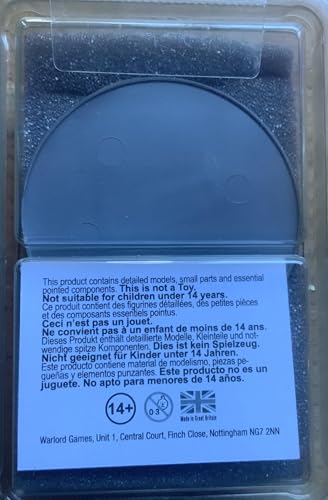 This product contains detailed models, small parts and essential
pointed components. This is not a Toy.
Not suitable for children under 14 years.
Ce produit contient des figurines détaillées, des petites pièces
et des composants essentiels pointus.
Ceci n'est pas un jouet.
Ne convient pas à un enfant de moins de 14 ans.
Dieses Produkt enthält detaillierte Modelle, Kleinteile und not-
wendige spitze Komponenten. Dies ist kein Spielzeug.
Nicht geeignet für Kinder unter 14 Jahren.
Este producto contiene material de modelismo, piezas pe-
queñas y elementos punzantes. Este producto no es un
juguete. No apto para menores de 14 años.
14+
0-3
Made in Great Britain
Warlord Games, Unit 1, Central Court, Finch Close, Nottingham NG7 2NN